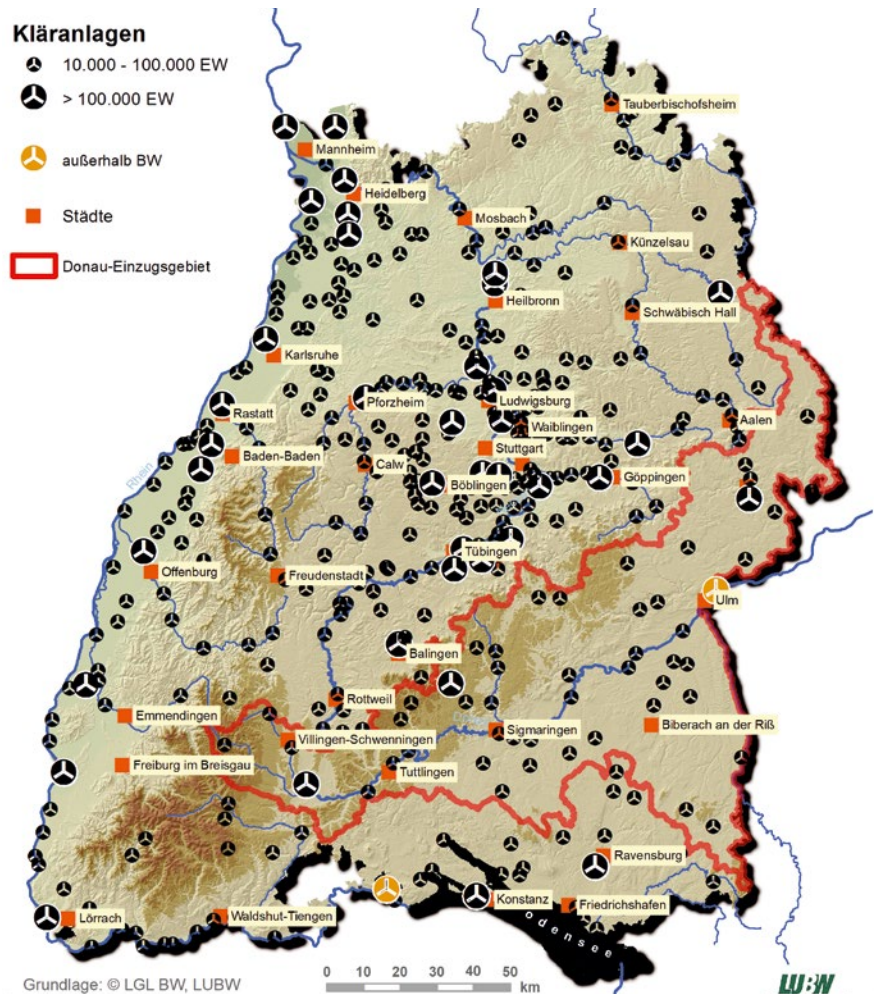 Kläranlagen
10.000 - 100.000 EW
> 100.000 EW
außerhalb BW
Städte
Donau-Einzugsgebiet
Tauberbischofsheim
Mannheim
Heidelberg
Mosbach
Künzelsau
Heilbronn
Schwäbisch Hall
Karlsruhe
Pforzheim
Ludwigsburg
Rastatt
Waiblingen
Aalen
Stuttgart
Baden-Baden
Calw
Rhein
Böblingen
Göppingen
Tübingen
Offenburg
Freudenstadt
Ulm
Balingen
Rottweil
Emmendingen
Sigmaringen
Biberach an der Riß
Villingen-Schwenningen
Freiburg im Breisgau
Tuttlingen
Ravensburg
Konstanz
Friedrichshafen
Lörrach
Waldshut-Tiengen
odensee
Grundlage: © LGL BW, LUBW
0 10 20 30 40 50
km
LUBW